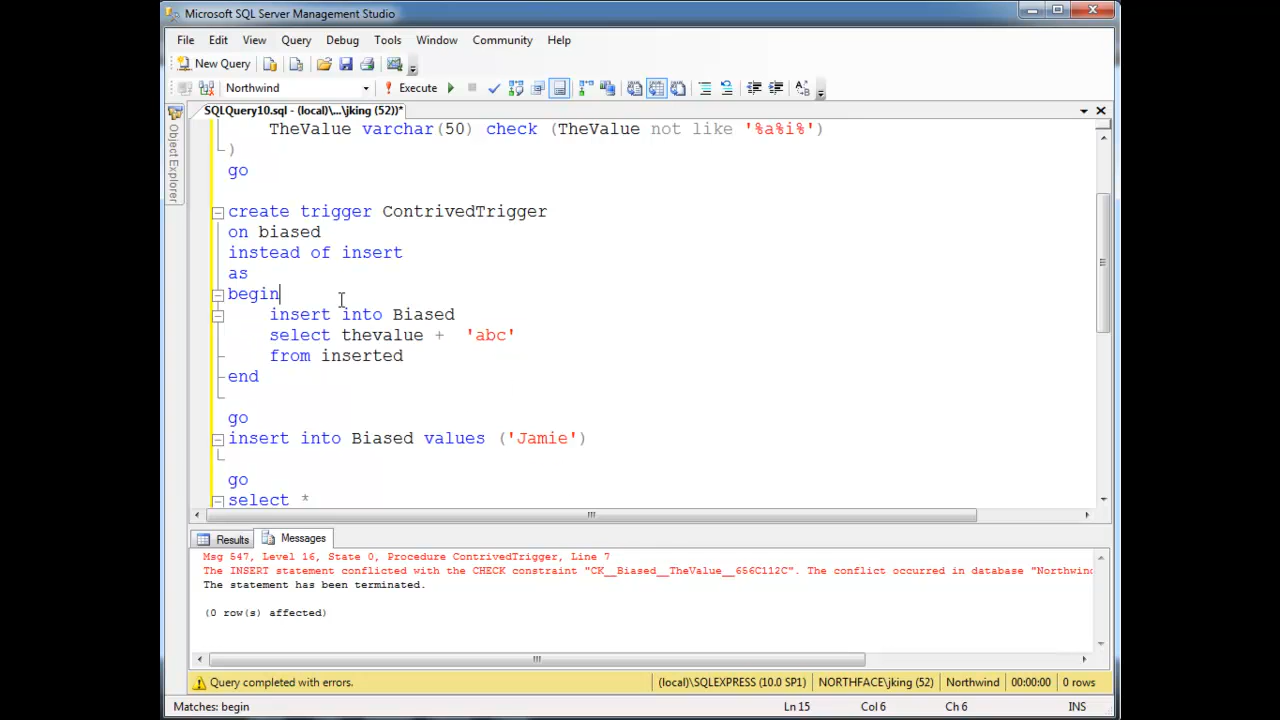 Microsoft SQL Server Management Studio
File Edit View Query Debug Tools Window Community Help
New Query
Northwind Execute
SQLQuery10.sql - (local)\...\jking (52))*
Object Explorer
TheValue varchar(50) check (TheValue not like '%a%i%')
)
go
create trigger ContrivedTrigger
on biased
instead of insert
as
begin
insert into Biased
select thevalue + 'abc'
from inserted
end
go
insert into Biased values ('Jamie')
go
select *
Results Messages
Msg 547, Level 16, State 0, Procedure ContrivedTrigger, Line 7
The INSERT statement conflicted with the CHECK constraint "CK__Biased__TheValue__656C112C". The conflict occurred in database "Northwind
The statement has been terminated.
(0 row(s) affected)
Query completed with errors. (local)\SQLEXPRESS (10.0 SP1) NORTHFACE\jking (52) Northwind 00:00:00 0 rows
Matches: begin Ln 15 Col 6 Ch 6 INS